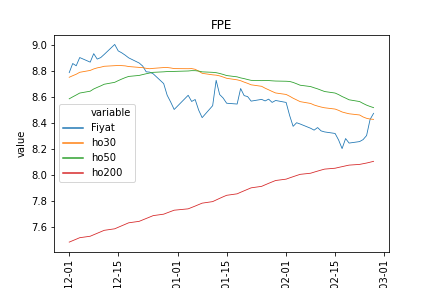 FPE
9.0
8.8
8.6
8.4
8.2
8.0
7.8
7.6
value
variable
Fiyat
ho30
ho50
ho200
12-01
12-15
01-01
01-15
02-01
02-15
03-01